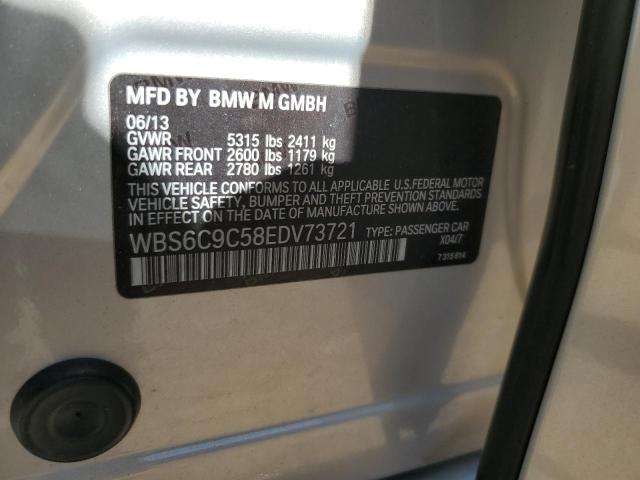 MFD BY BMW M GMBH
06/13
GVWR 5315 lbs 2411 kg
GAWR FRONT 2600 lbs 1179 kg
GAWR REAR 2780 lbs 1261 kg
THIS VEHICLE CONFORMS TO ALL APPLICABLE U.S.FEDERAL MOTOR
VEHICLE SAFETY, BUMPER AND THEFT PREVENTION STANDARDS
IN EFFECT ON THE DATE OF MANUFACTURE SHOWN ABOVE.
WBS6C9C58EDV73721 TYPE: PASSENGER CAR
X04/7
7315614